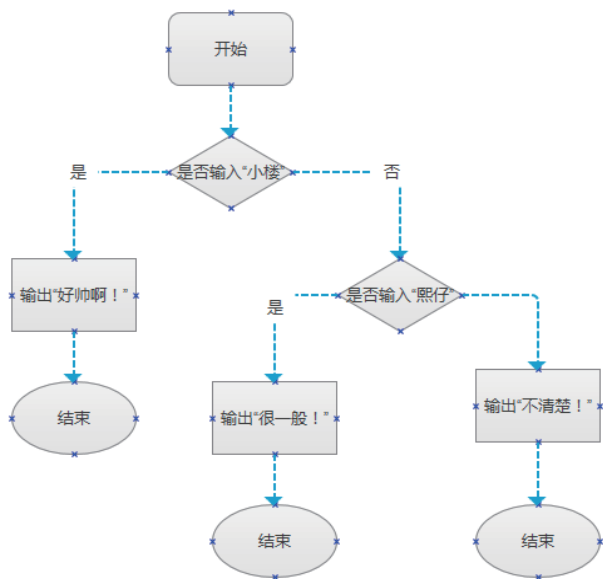 开始
是否输入“小楼”
是
否
输出“好帅啊！”
是否输入“熙仔”
是
结束
输出“很一般！”
输出“不清楚！”
结束
结束